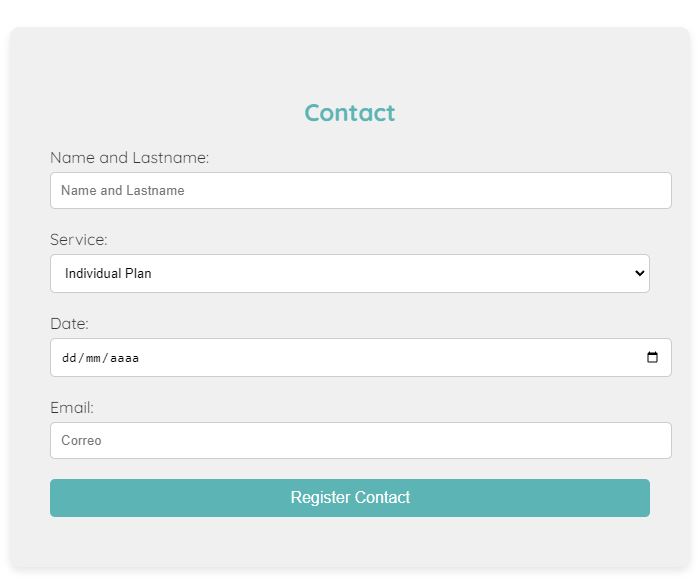 Contact
Name and Lastname:
Name and Lastname
Service:
Individual Plan
Date:
dd/mm/aaaa
Email:
Correo
Register Contact